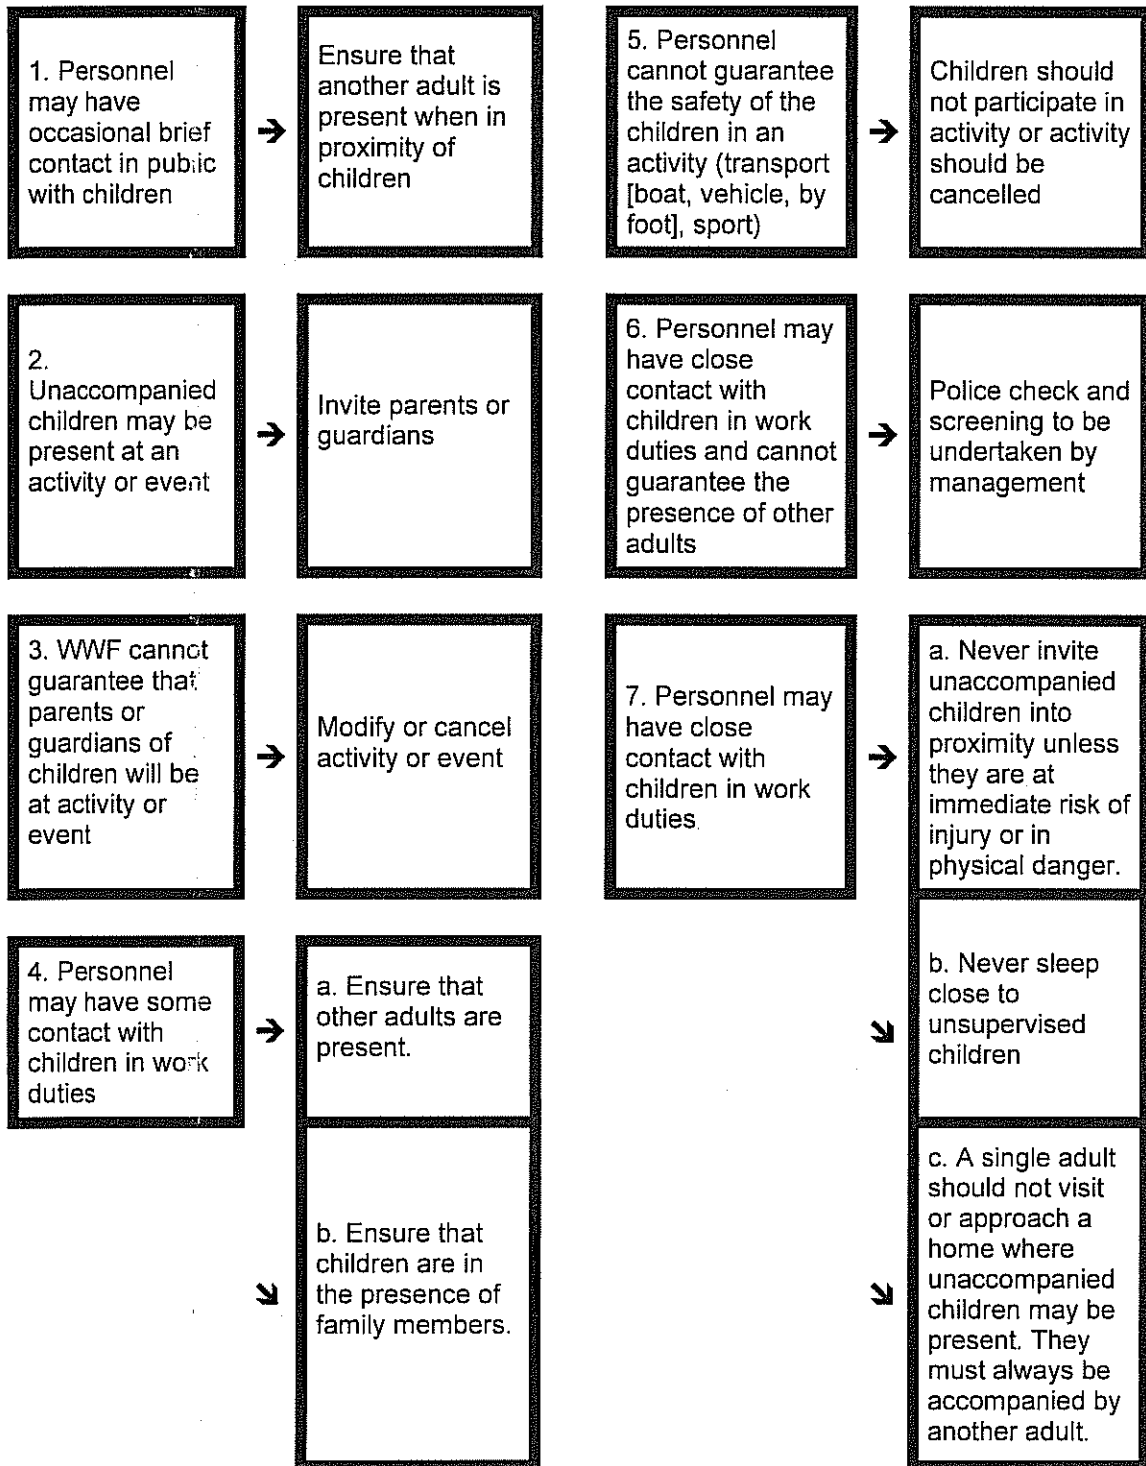 1. Personnel
may have
occasional brief
contact in public
with children
→
Ensure that
another adult is
present when in
proximity of
children
2.
Unaccompanied
children may be
present at an
activity or event
→
Invite parents or
guardians
3. WWF cannot
guarantee that
parents or
guardians of
children will be
at activity or
event
→
Modify or cancel
activity or event
4. Personnel
may have some
contact with
children in work
duties
→
a. Ensure that
other adults are
present.
↘
b. Ensure that
children are in
the presence of
family members.
5. Personnel
cannot guarantee
the safety of the
children in an
activity (transport
[boat, vehicle, by
foot], sport)
→
Children should
not participate in
activity or activity
should be
cancelled
6. Personnel may
have close
contact with
children in work
duties and cannot
guarantee the
presence of other
adults
→
Police check and
screening to be
undertaken by
management
7. Personnel may
have close
contact with
children in work
duties
→
a. Never invite
unaccompanied
children into
proximity unless
they are at
immediate risk of
injury or in
physical danger.
↘
b. Never sleep
close to
unsupervised
children
↘
c. A single adult
should not visit
or approach a
home where
unaccompanied
children may be
present. They
must always be
accompanied by
another adult.